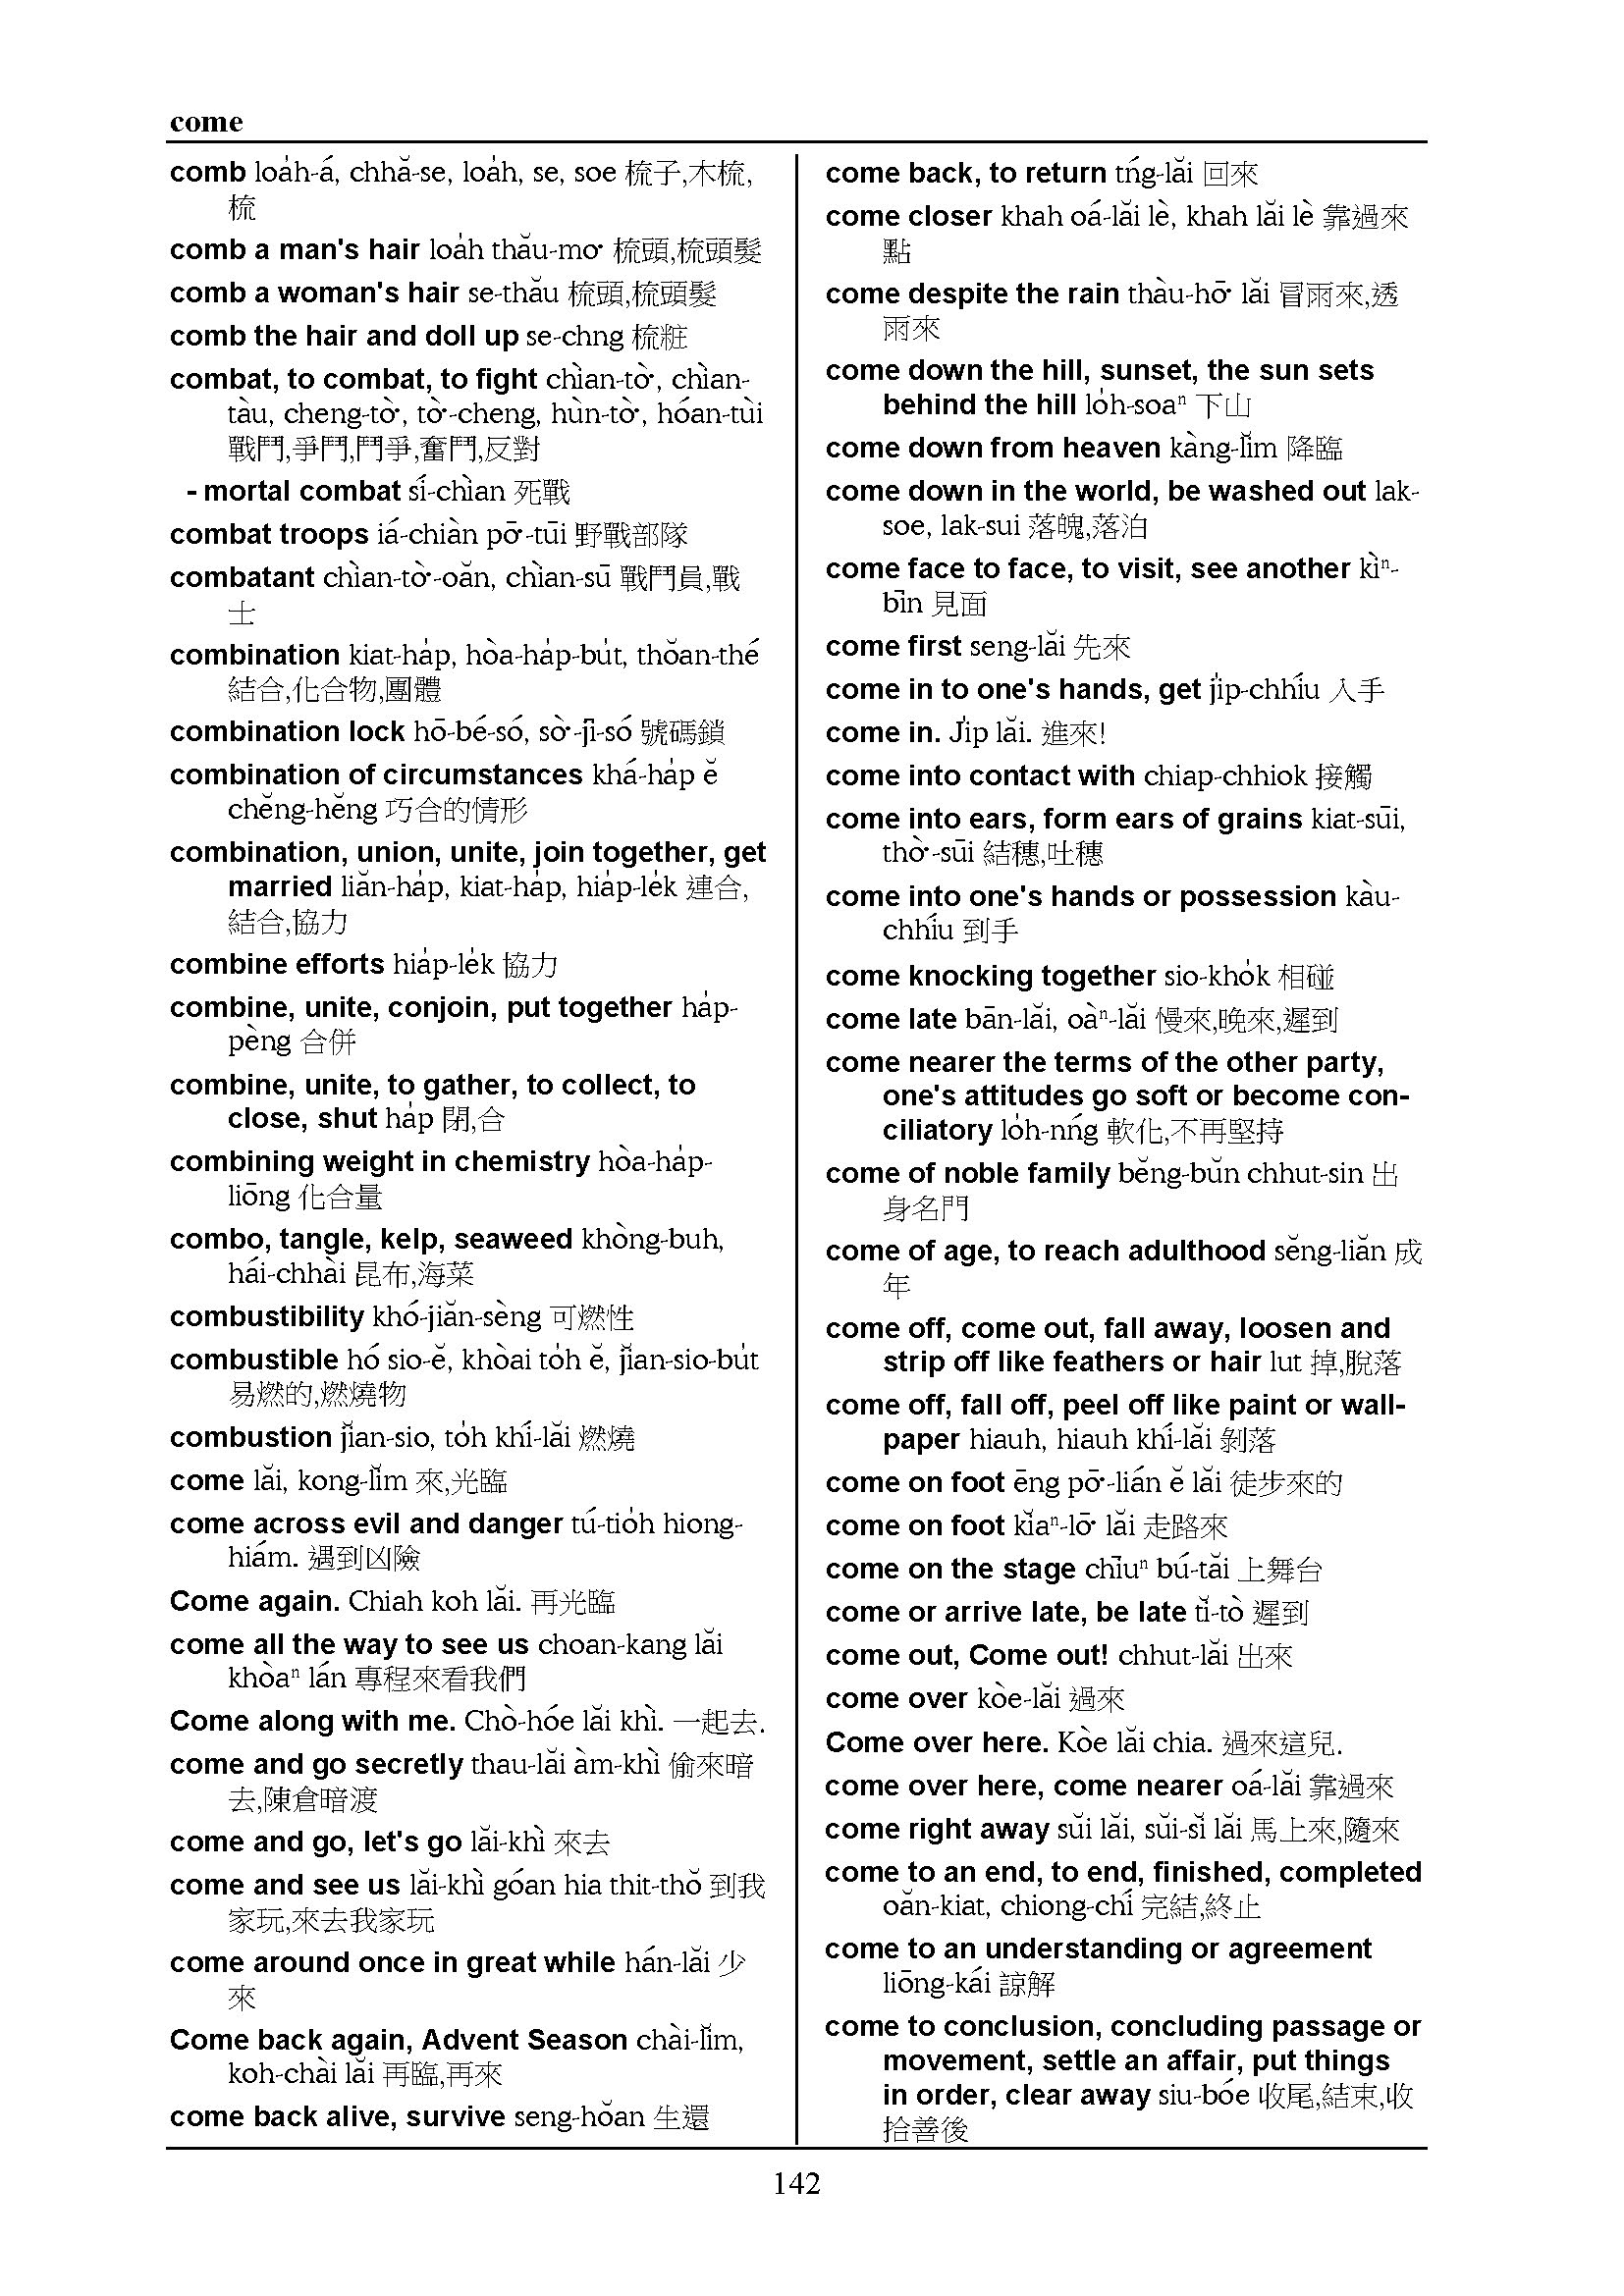 come
comb loa̍h-á, chhă-se, loa̍h, se, soe 梳子,木梳,
梳
comb a man's hair loa̍h thău-mo͘ 梳頭,梳頭髮
comb a woman's hair se-thău 梳頭,梳頭髮
comb the hair and doll up se-chng 梳粧
combat, to combat, to fight chìan-tò͘, chìan-
tàu, cheng-tò͘, tò͘-cheng, hùn-tò͘, hóan-tùi
戰鬥,爭鬥,鬥爭,奮鬥,反對
- mortal combat sí-chìan 死戰
combat troops iá-chiàn pō͘-tūi 野戰部隊
combatant chìan-tò͘-oăn, chìan-sū 戰鬥員,戰
士
combination kiat-ha̍p, hòa-ha̍p-bu̍t, thŏan-thé
結合,化合物,團體
combination lock hō-bé-só, sò͘-jī-só 號碼鎖
combination of circumstances khá-ha̍p ĕ
chĕng-hĕng 巧合的情形
combination, union, unite, join together, get
married liăn-ha̍p, kiat-ha̍p, hia̍p-le̍k 連合,
結合,協力
combine efforts hia̍p-le̍k 協力
combine, unite, conjoin, put together ha̍p-
pèng 合併
combine, unite, to gather, to collect, to
close, shut ha̍p 閉,合
combining weight in chemistry hòa-ha̍p-
liōng 化合量
combo, tangle, kelp, seaweed khòng-buh,
hái-chhài 昆布,海菜
combustibility khó-jiăn-sèng 可燃性
combustible hó sio-ĕ, khòai to̍h ĕ, jĭan-sio-bu̍t
易燃的,燃燒物
combustion jĭan-sio, to̍h khí-lăi 燃燒
come lăi, kong-lĭm 來,光臨
come across evil and danger tú-tio̍h hiong-
hiám. 遇到凶險
Come again. Chiah koh lăi. 再光臨
come all the way to see us choan-kang lăi
khòaⁿ lán 專程來看我們
Come along with me. Chò-hóe lăi khì. 一起去.
come and go secretly thau-lăi àm-khì 偷來暗
去,陳倉暗渡
come and go, let's go lăi-khì 來去
come and see us lăi-khì góan hia thit-thŏ 到我
家玩,來去我家玩
come around once in great while hán-lăi 少
來
Come back again, Advent Season chài-lĭm,
koh-chài lăi 再臨,再來
come back alive, survive seng-hŏan 生還
come back, to return tńg-lăi 回來
come closer khah oá-lăi lè, khah lăi lè 靠過來
點
come despite the rain thàu-hō͘ lăi 冒雨來,透
雨來
come down the hill, sunset, the sun sets
behind the hill lo̍h-soaⁿ 下山
come down from heaven kàng-lĭm 降臨
come down in the world, be washed out lak-
soe, lak-sui 落魄,落泊
come face to face, to visit, see another kìⁿ-
bīn 見面
come first seng-lăi 先來
come in to one's hands, get ji̍p-chhíu 入手
come in. Ji̍p lăi. 進來!
come into contact with chiap-chhiok 接觸
come into ears, form ears of grains kiat-sūi,
thò͘-sūi 結穗,吐穗
come into one's hands or possession kàu-
chhíu 到手
come knocking together sio-kho̍k 相碰
come late bān-lăi, oàⁿ-lăi 慢來,晚來,遲到
come nearer the terms of the other party,
one's attitudes go soft or become con-
ciliatory lo̍h-nńg 軟化,不再堅持
come of noble family bĕng-bŭn chhut-sin 出
身名門
come of age, to reach adulthood sĕng-liăn 成
年
come off, come out, fall away, loosen and
strip off like feathers or hair lut 掉,脫落
come off, fall off, peel off like paint or wall-
paper hiauh, hiauh khí-lăi 剝落
come on foot ēng pō͘-lián ĕ lăi 徒步來的
come on foot kĭaⁿ-lō͘ lăi 走路來
come on the stage chīuⁿ bú-tăi 上舞台
come or arrive late, be late tĭ-tò 遲到
come out, Come out! chhut-lăi 出來
come over kòe-lăi 過來
Come over here. Kòe lăi chia. 過來這兒.
come over here, come nearer oá-lăi 靠過來
come right away sŭi lăi, sŭi-sĭ lăi 馬上來,隨來
come to an end, to end, finished, completed
oăn-kiat, chiong-chí 完結,終止
come to an understanding or agreement
liōng-kái 諒解
come to conclusion, concluding passage or
movement, settle an affair, put things
in order, clear away siu-bóe 收尾,結束,收
拾善後
142